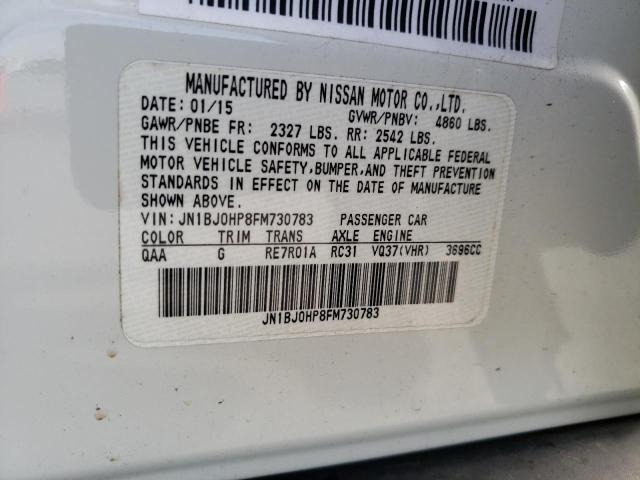 MANUFACTURED BY NISSAN MOTOR CO.,LTD.
DATE: 01/15 GVWR/PNBV: 4860 LBS.
GAWR/PNBE FR: 2327 LBS. RR: 2542 LBS.
THIS VEHICLE CONFORMS TO ALL APPLICABLE FEDERAL
MOTOR VEHICLE SAFETY,BUMPER,AND THEFT PREVENTION
STANDARDS IN EFFECT ON THE DATE OF MANUFACTURE
SHOWN ABOVE.
VIN: JN1BJ0HP8FM730783 PASSENGER CAR
COLOR TRIM TRANS AXLE ENGINE
QAA G RE7R01A RC31 VQ37(VHR) 3696CC
JN1BJ0HP8FM730783